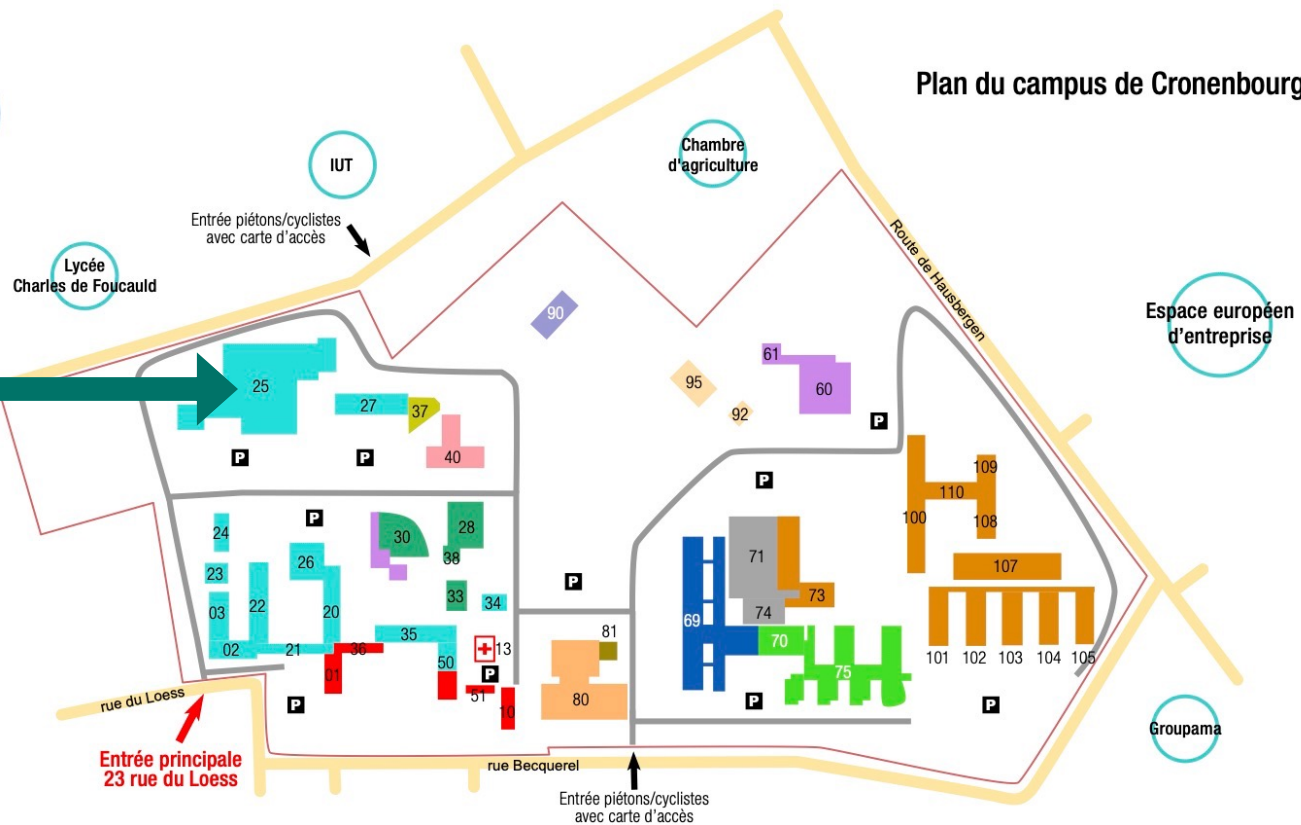 Plan du campus de Cronenbourg
IUT
Chambre
d'agriculture
Entrée piétons/cyclistes
avec carte d'accès
Lycée
Charles de Foucauld
Route de Hausbergen
Espace européen
d'entreprise
90
25
27
37
40
61
60
95
92
P
P
P
P
P
109
110
100
108
107
101
102
103
104
105
24
23
03
02
22
21
26
20
30
28
38
33
34
35
36
01
50
51
10
13
P
P
P
81
80
71
74
73
69
70
75
P
P
rue du Loess
Entrée principale
23 rue du Loess
rue Becquerel
Entrée piétons/cyclistes
avec carte d'accès
Groupama